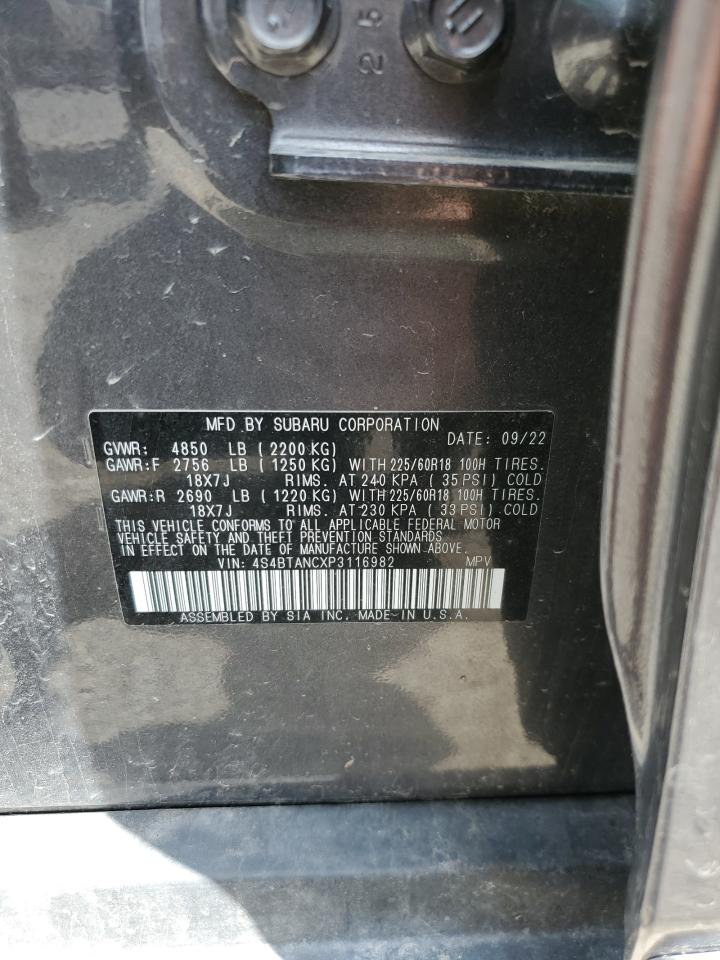 25
MFD BY SUBARU CORPORATION
DATE: 09/22
GVWR: 4850 LB (2200 KG)
GAWR:F 2756 LB (1250 KG) WITH 225/60R18 100H TIRES.
18X7J RIMS. AT 240 KPA (35 PSI) COLD
GAWR:R 2690 LB (1220 KG) WITH 225/60R18 100H TIRES.
18X7J RIMS. AT 230 KPA (33 PSI) COLD
THIS VEHICLE CONFORMS TO ALL APPLICABLE FEDERAL MOTOR
VEHICLE SAFETY AND THEFT PREVENTION STANDARDS
IN EFFECT ON THE DATE OF MANUFACTURE SHOWN ABOVE.
VIN: 4S4BTANCXP3116982 MPV
ASSEMBLED BY SIA INC. MADE IN U.S.A.